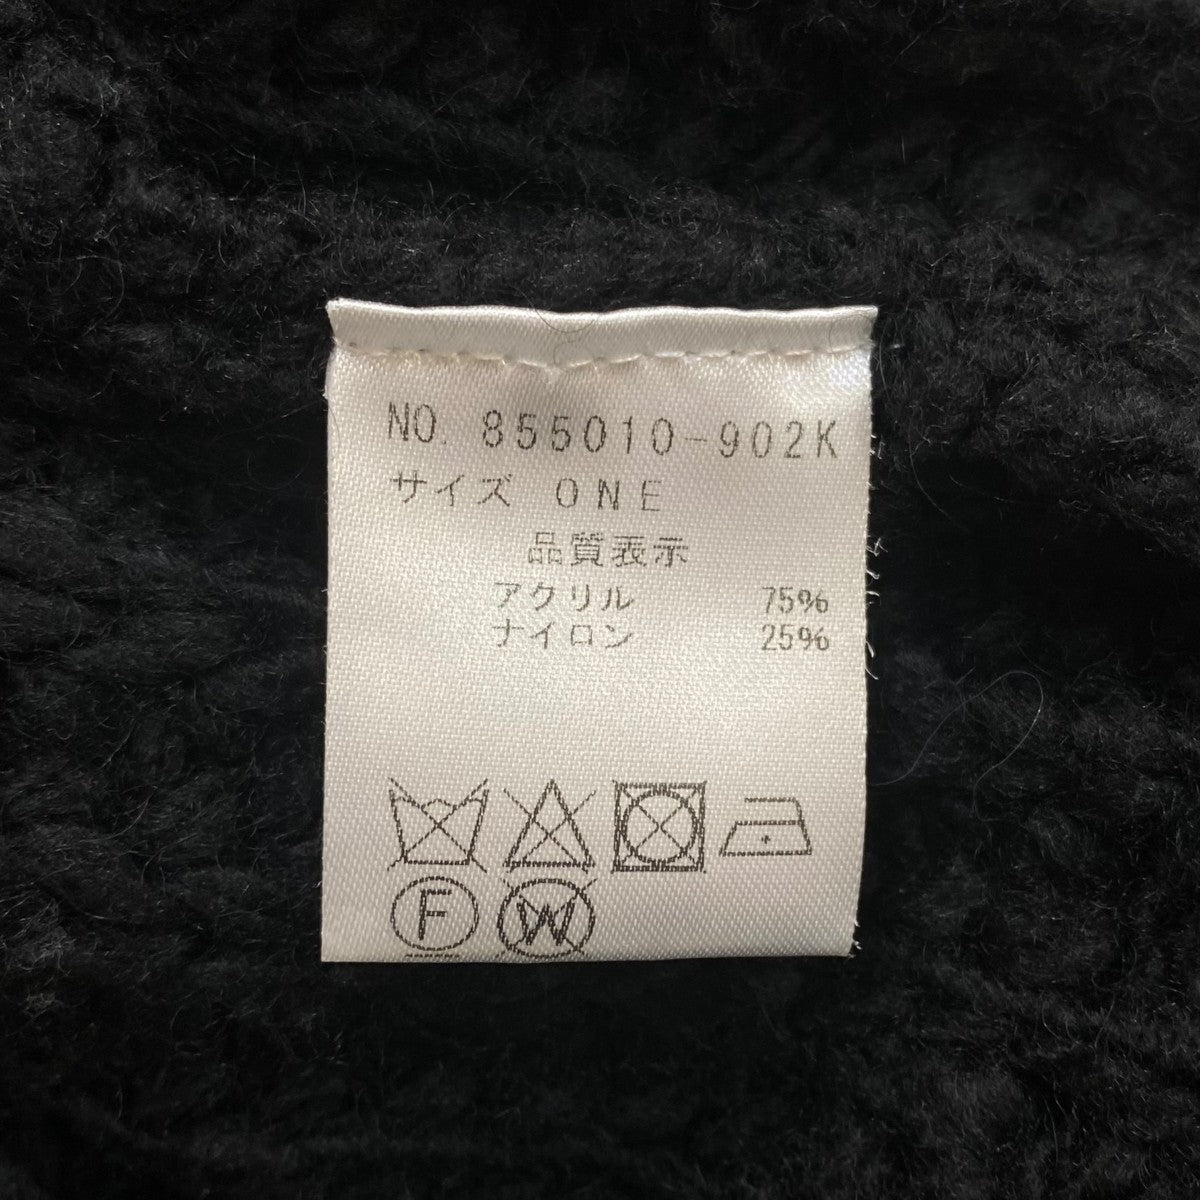 NO. 855010-902K
サイズ ONE
品質表示
アクリル 75%
ナイロン 25%
F W